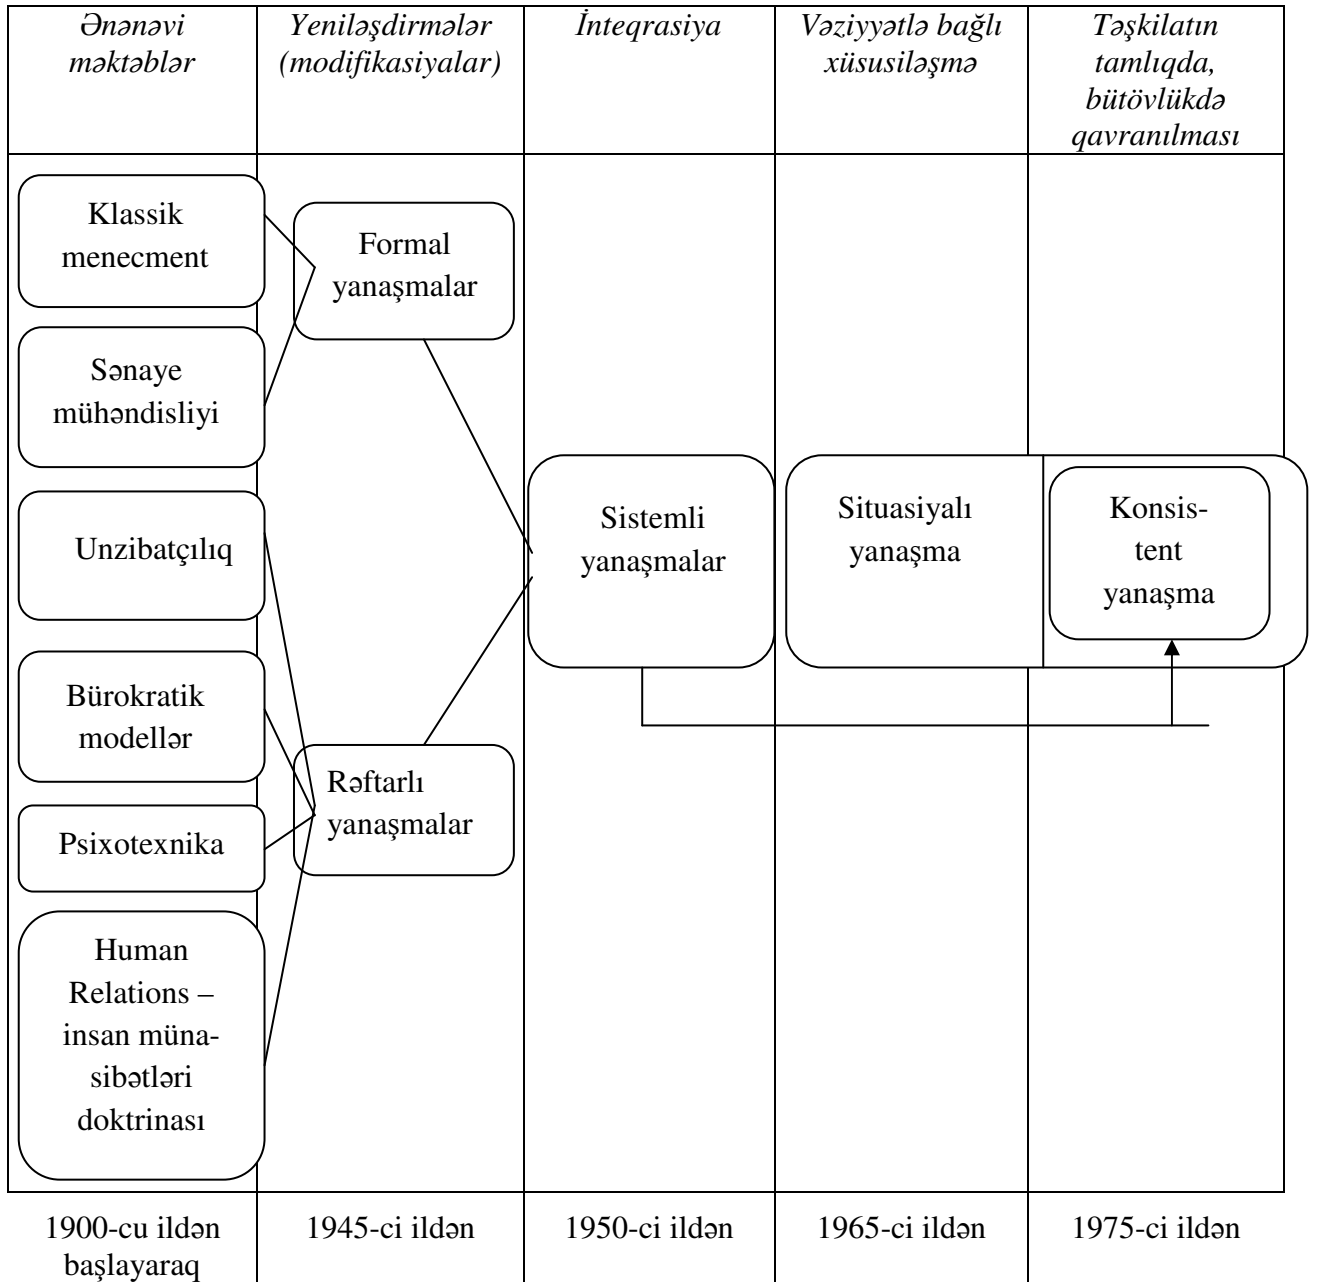 Ənənəvi
məktəblər
Yeniləşdirmələr
(modifikasiyalar)
İnteqrasiya
Vəziyyətlə bağlı
xüsusiləşmə
Təşkilatın
tamlıqda,
bütövlükdə
qavranılması
Klassik
menecment
Sənaye
mühəndisliyi
Unzibatçılıq
Bürokratik
modellər
Psixotexnika
Human
Relations –
insan müna-
sibətləri
doktrinası
Formal
yanaşmalar
Rəftarlı
yanaşmalar
Sistemli
yanaşmalar
Situasiyalı
yanaşma
Konsis-
tent
yanaşma
1900-cu ildən
başlayaraq
1945-ci ildən
1950-ci ildən
1965-ci ildən
1975-ci ildən